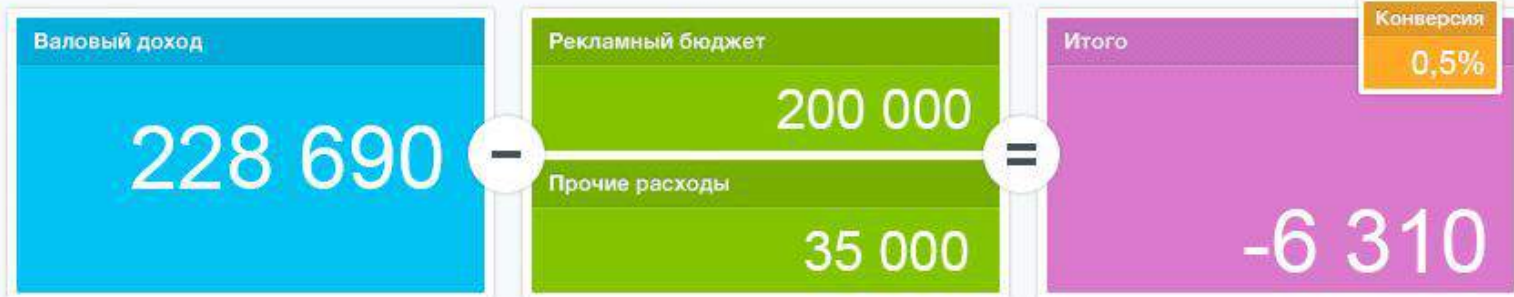 Валовый доход
228 690
−
Рекламный бюджет
200 000
Прочие расходы
35 000
=
Итого
Конверсия
0,5%
-6 310